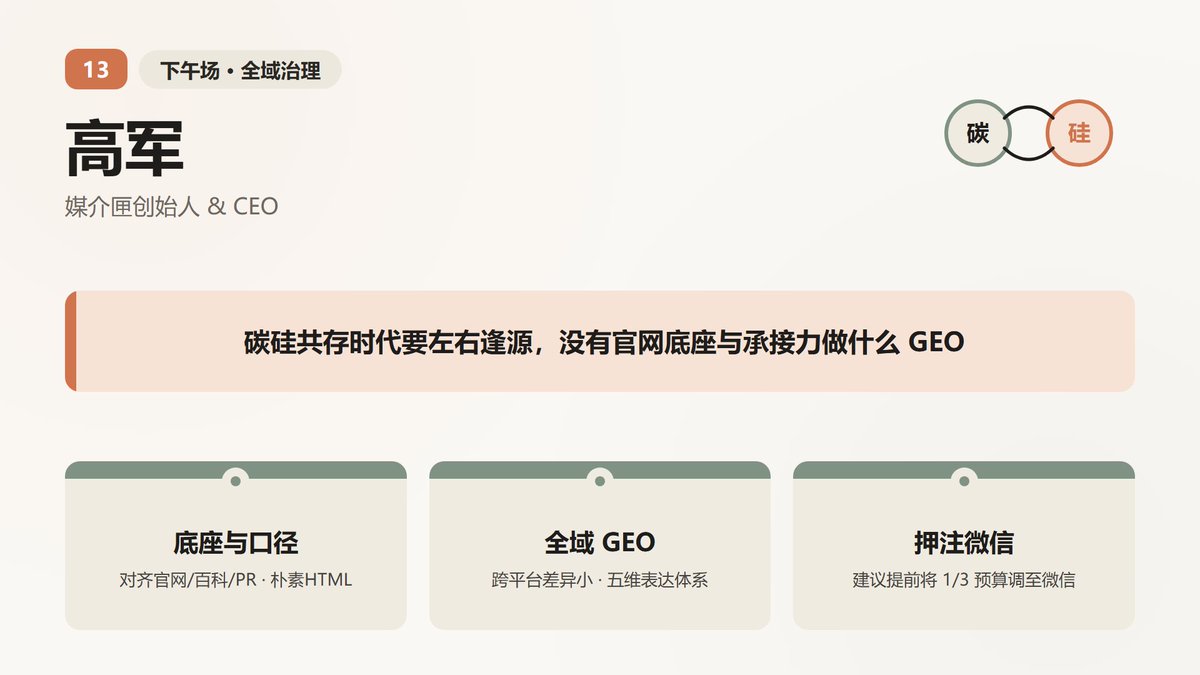 13
下午场·全域治理
高军
媒介匣创始人 & CEO
碳
硅
碳硅共存时代要左右逢源，没有官网底座与承接力做什么 GEO
底座与口径
对齐官网/百科/PR · 朴素HTML
全域 GEO
跨平台差异小 · 五维表达体系
押注微信
建议提前将 1/3 预算调至微信